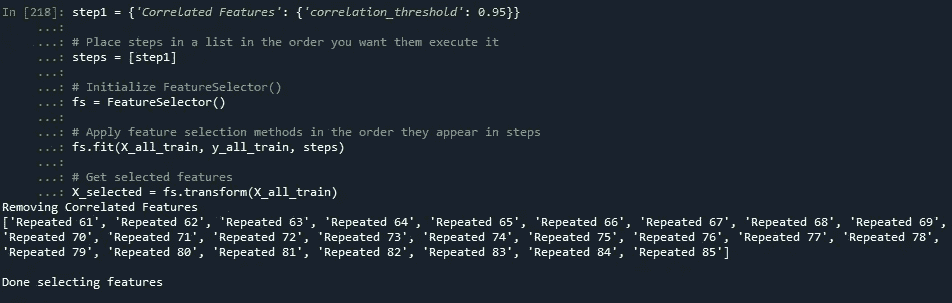 In [218]: step1 = {'Correlated Features': {'correlation_threshold': 0.95}}
...:
...: # Place steps in a list in the order you want them execute it
...: steps = [step1]
...:
...: # Initialize FeatureSelector()
...: fs = FeatureSelector()
...:
...: # Apply feature selection methods in the order they appear in steps
...: fs.fit(X_all_train, y_all_train, steps)
...:
...: # Get selected features
...: X_selected = fs.transform(X_all_train)
Removing Correlated Features
['Repeated 61', 'Repeated 62', 'Repeated 63', 'Repeated 64', 'Repeated 65', 'Repeated 66', 'Repeated 67', 'Repeated 68', 'Repeated 69',
'Repeated 70', 'Repeated 71', 'Repeated 72', 'Repeated 73', 'Repeated 74', 'Repeated 75', 'Repeated 76', 'Repeated 77', 'Repeated 78',
'Repeated 79', 'Repeated 80', 'Repeated 81', 'Repeated 82', 'Repeated 83', 'Repeated 84', 'Repeated 85']
Done selecting features